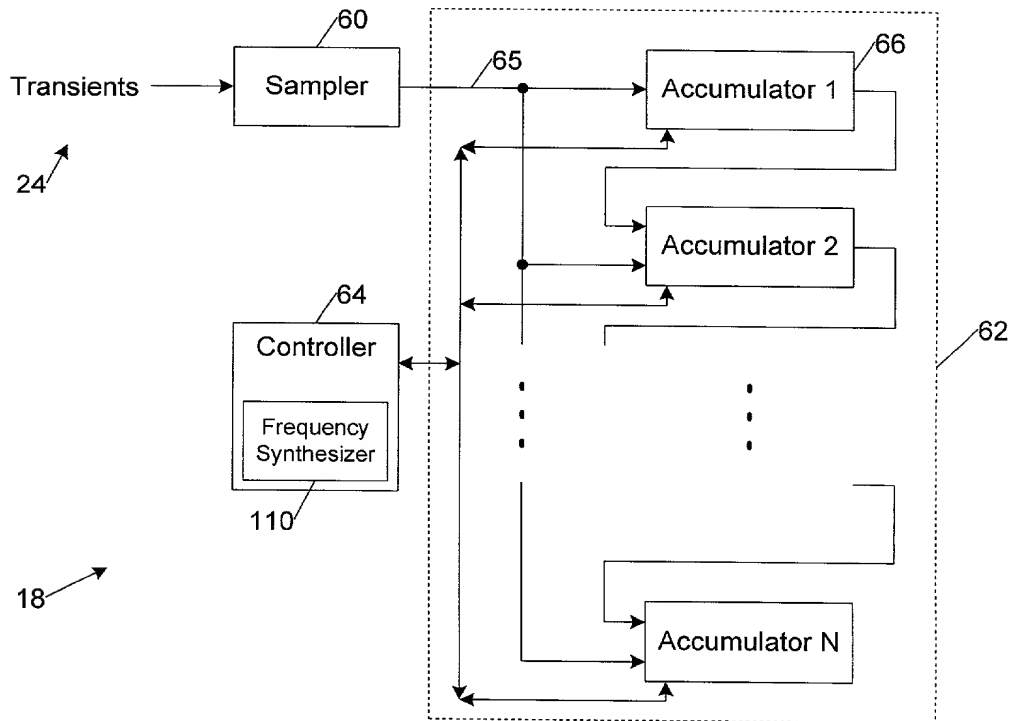 60
66
Transients
Sampler
65
Accumulator 1
24
Accumulator 2
64
62
Controller
Frequency
Synthesizer
110
18
Accumulator N